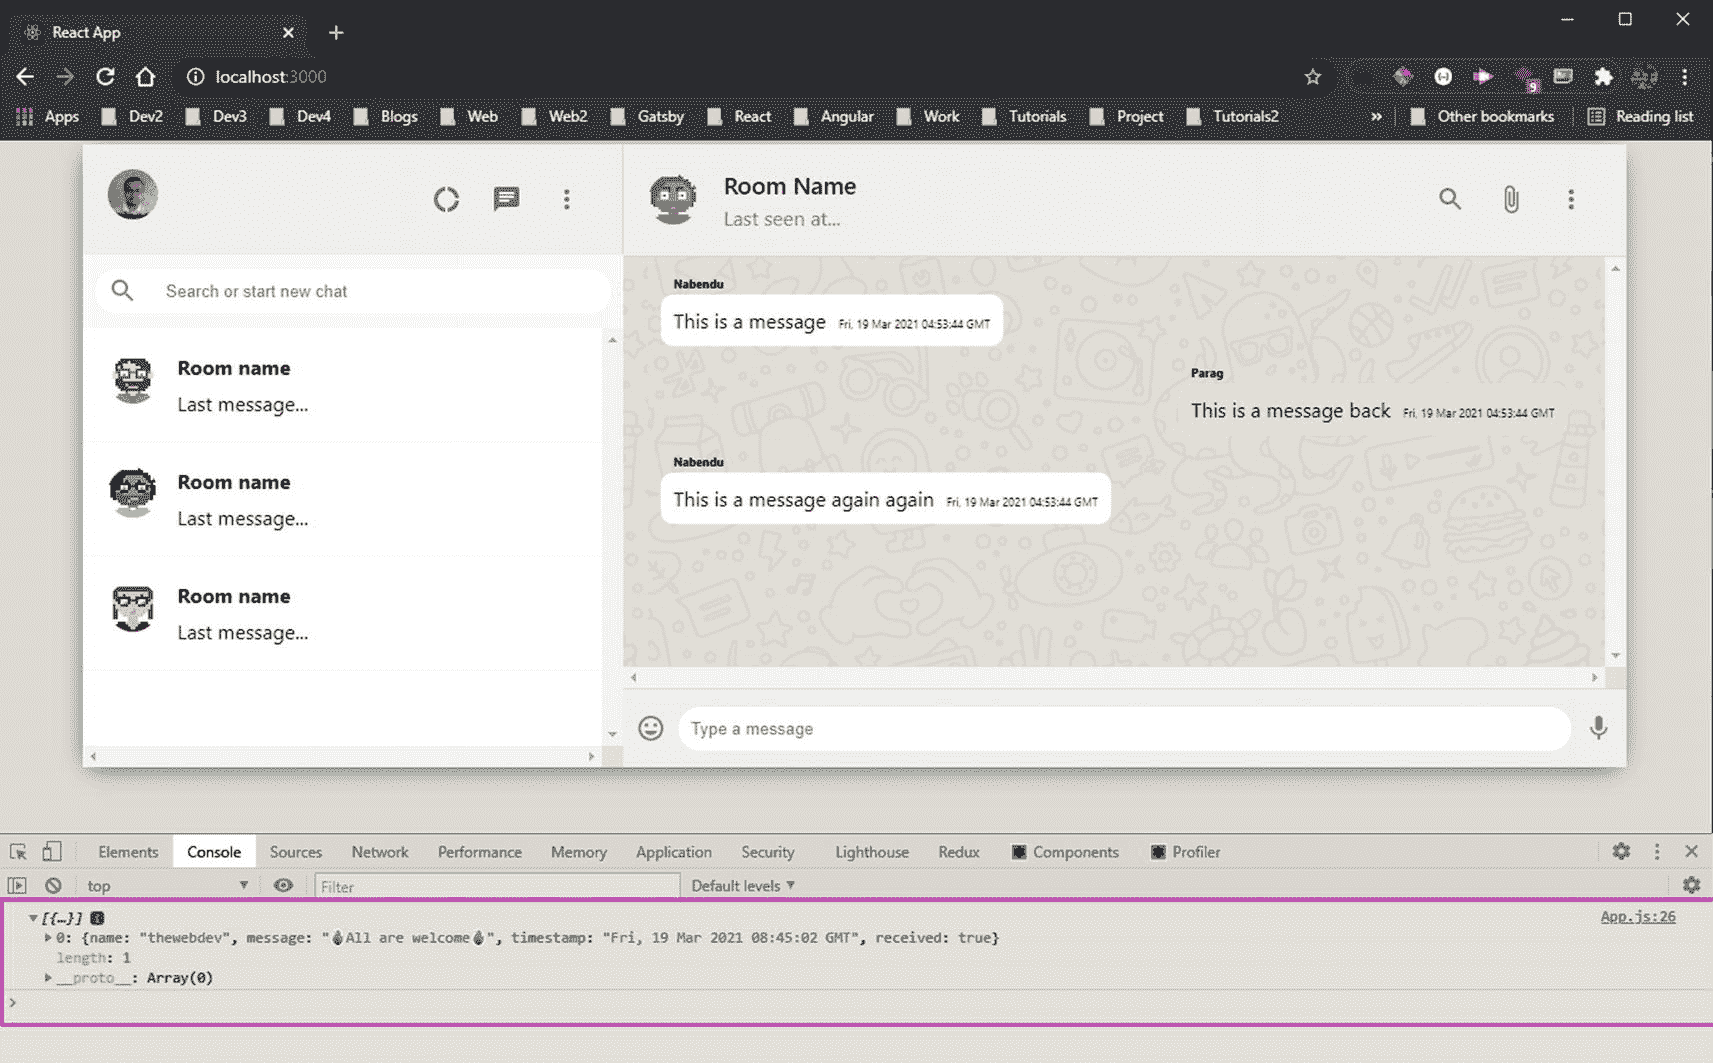 React App
localhost:3000
9
Apps Dev2 Dev3 Dev4 Blogs Web Web2 Gatsby React Angular Work Tutorials Project Tutorials2 » Other bookmarks Reading list
Room Name
Last seen at...
Search or start new chat
Room name
Last message...
Room name
Last message...
Room name
Last message...
Nabendu
This is a message Fri, 19 Mar 2021 04:53:44 GMT
Parag
This is a message back Fri, 19 Mar 2021 04:53:44 GMT
Nabendu
This is a message again again Fri, 19 Mar 2021 04:53:44 GMT
Type a message
Elements Console Sources Network Performance Memory Application Security Lighthouse Redux Components Profiler
top Filter Default levels
[{…}] i App.js:26
0: {name: "thewebdev", message: "All are welcome", timestamp: "Fri, 19 Mar 2021 08:45:02 GMT", received: true}
length: 1
__proto__: Array(0)